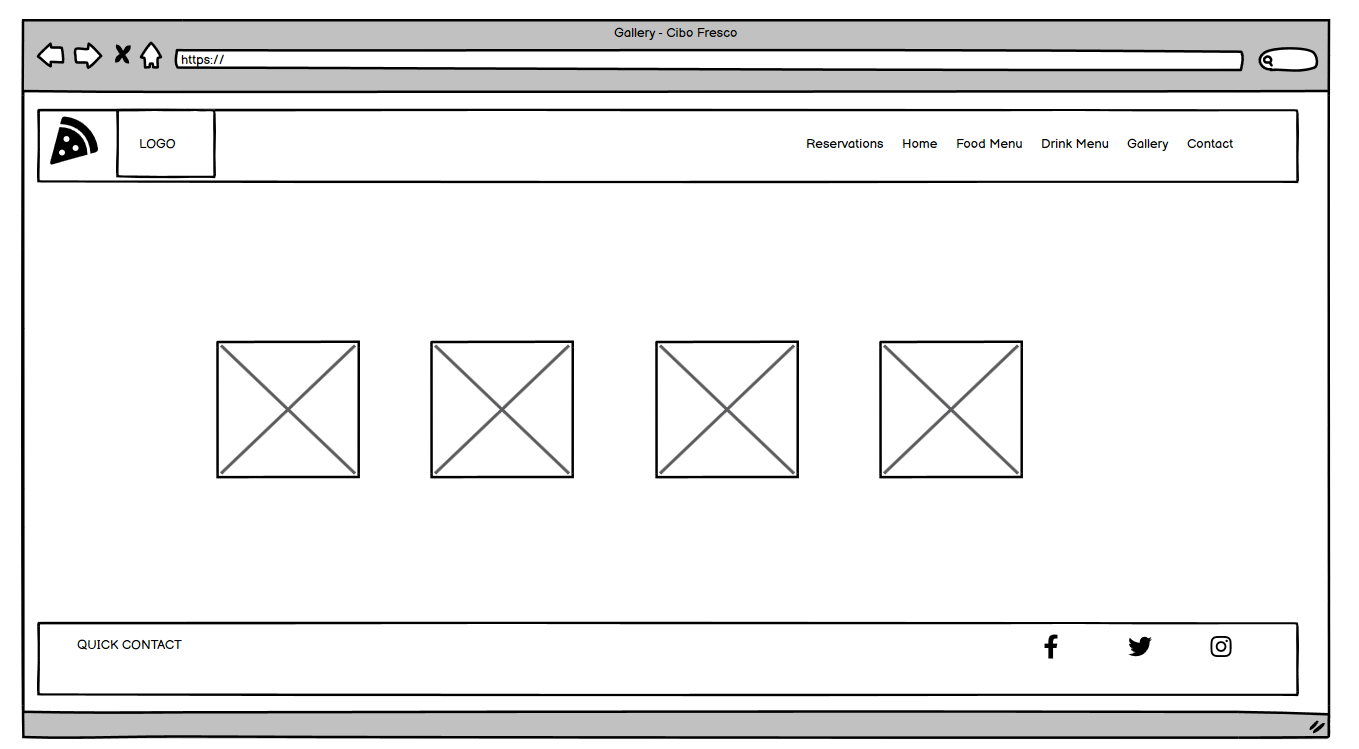 Gallery - Cibo Fresco
https://
LOGO
Reservations Home Food Menu Drink Menu Gallery Contact
QUICK CONTACT